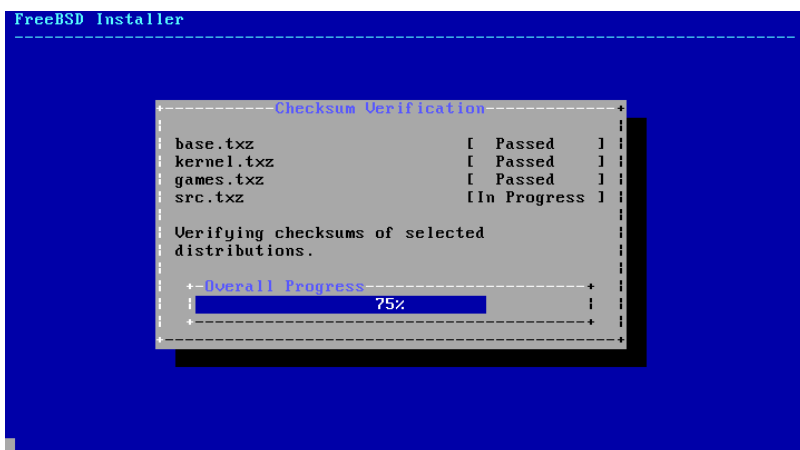 FreeBSD Installer
Checksum Verification
base.txz [ Passed ]
kernel.txz [ Passed ]
games.txz [ Passed ]
src.txz [In Progress ]
Verifying checksums of selected
distributions.
Overall Progress
75%